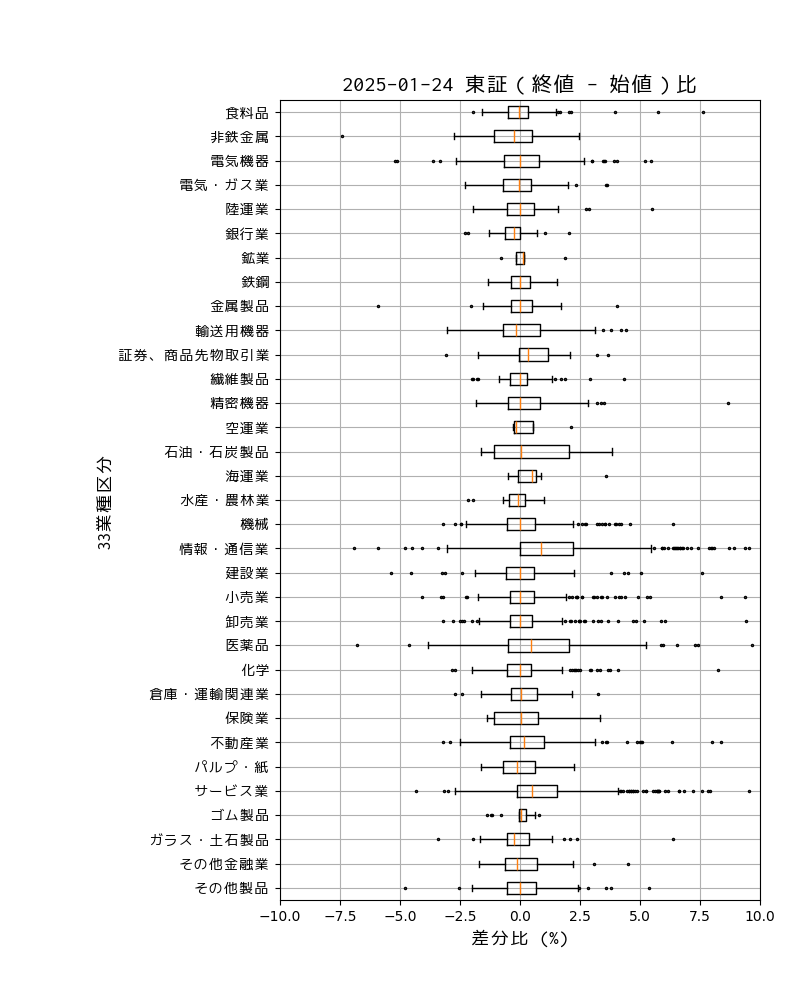 2025-01-24 東証（終値 - 始値）比
食料品
非鉄金属
電気機器
電気・ガス業
陸運業
銀行業
鉱業
鉄鋼
金属製品
輸送用機器
証券、商品先物取引業
繊維製品
精密機器
空運業
石油・石炭製品
海運業
水産・農林業
機械
情報・通信業
建設業
小売業
卸売業
医薬品
化学
倉庫・運輸関連業
保険業
不動産業
パルプ・紙
サービス業
ゴム製品
ガラス・土石製品
その他金融業
その他製品
33業種区分
−10.0 −7.5 −5.0 −2.5 0.0 2.5 5.0 7.5 10.0
差分比 (%)